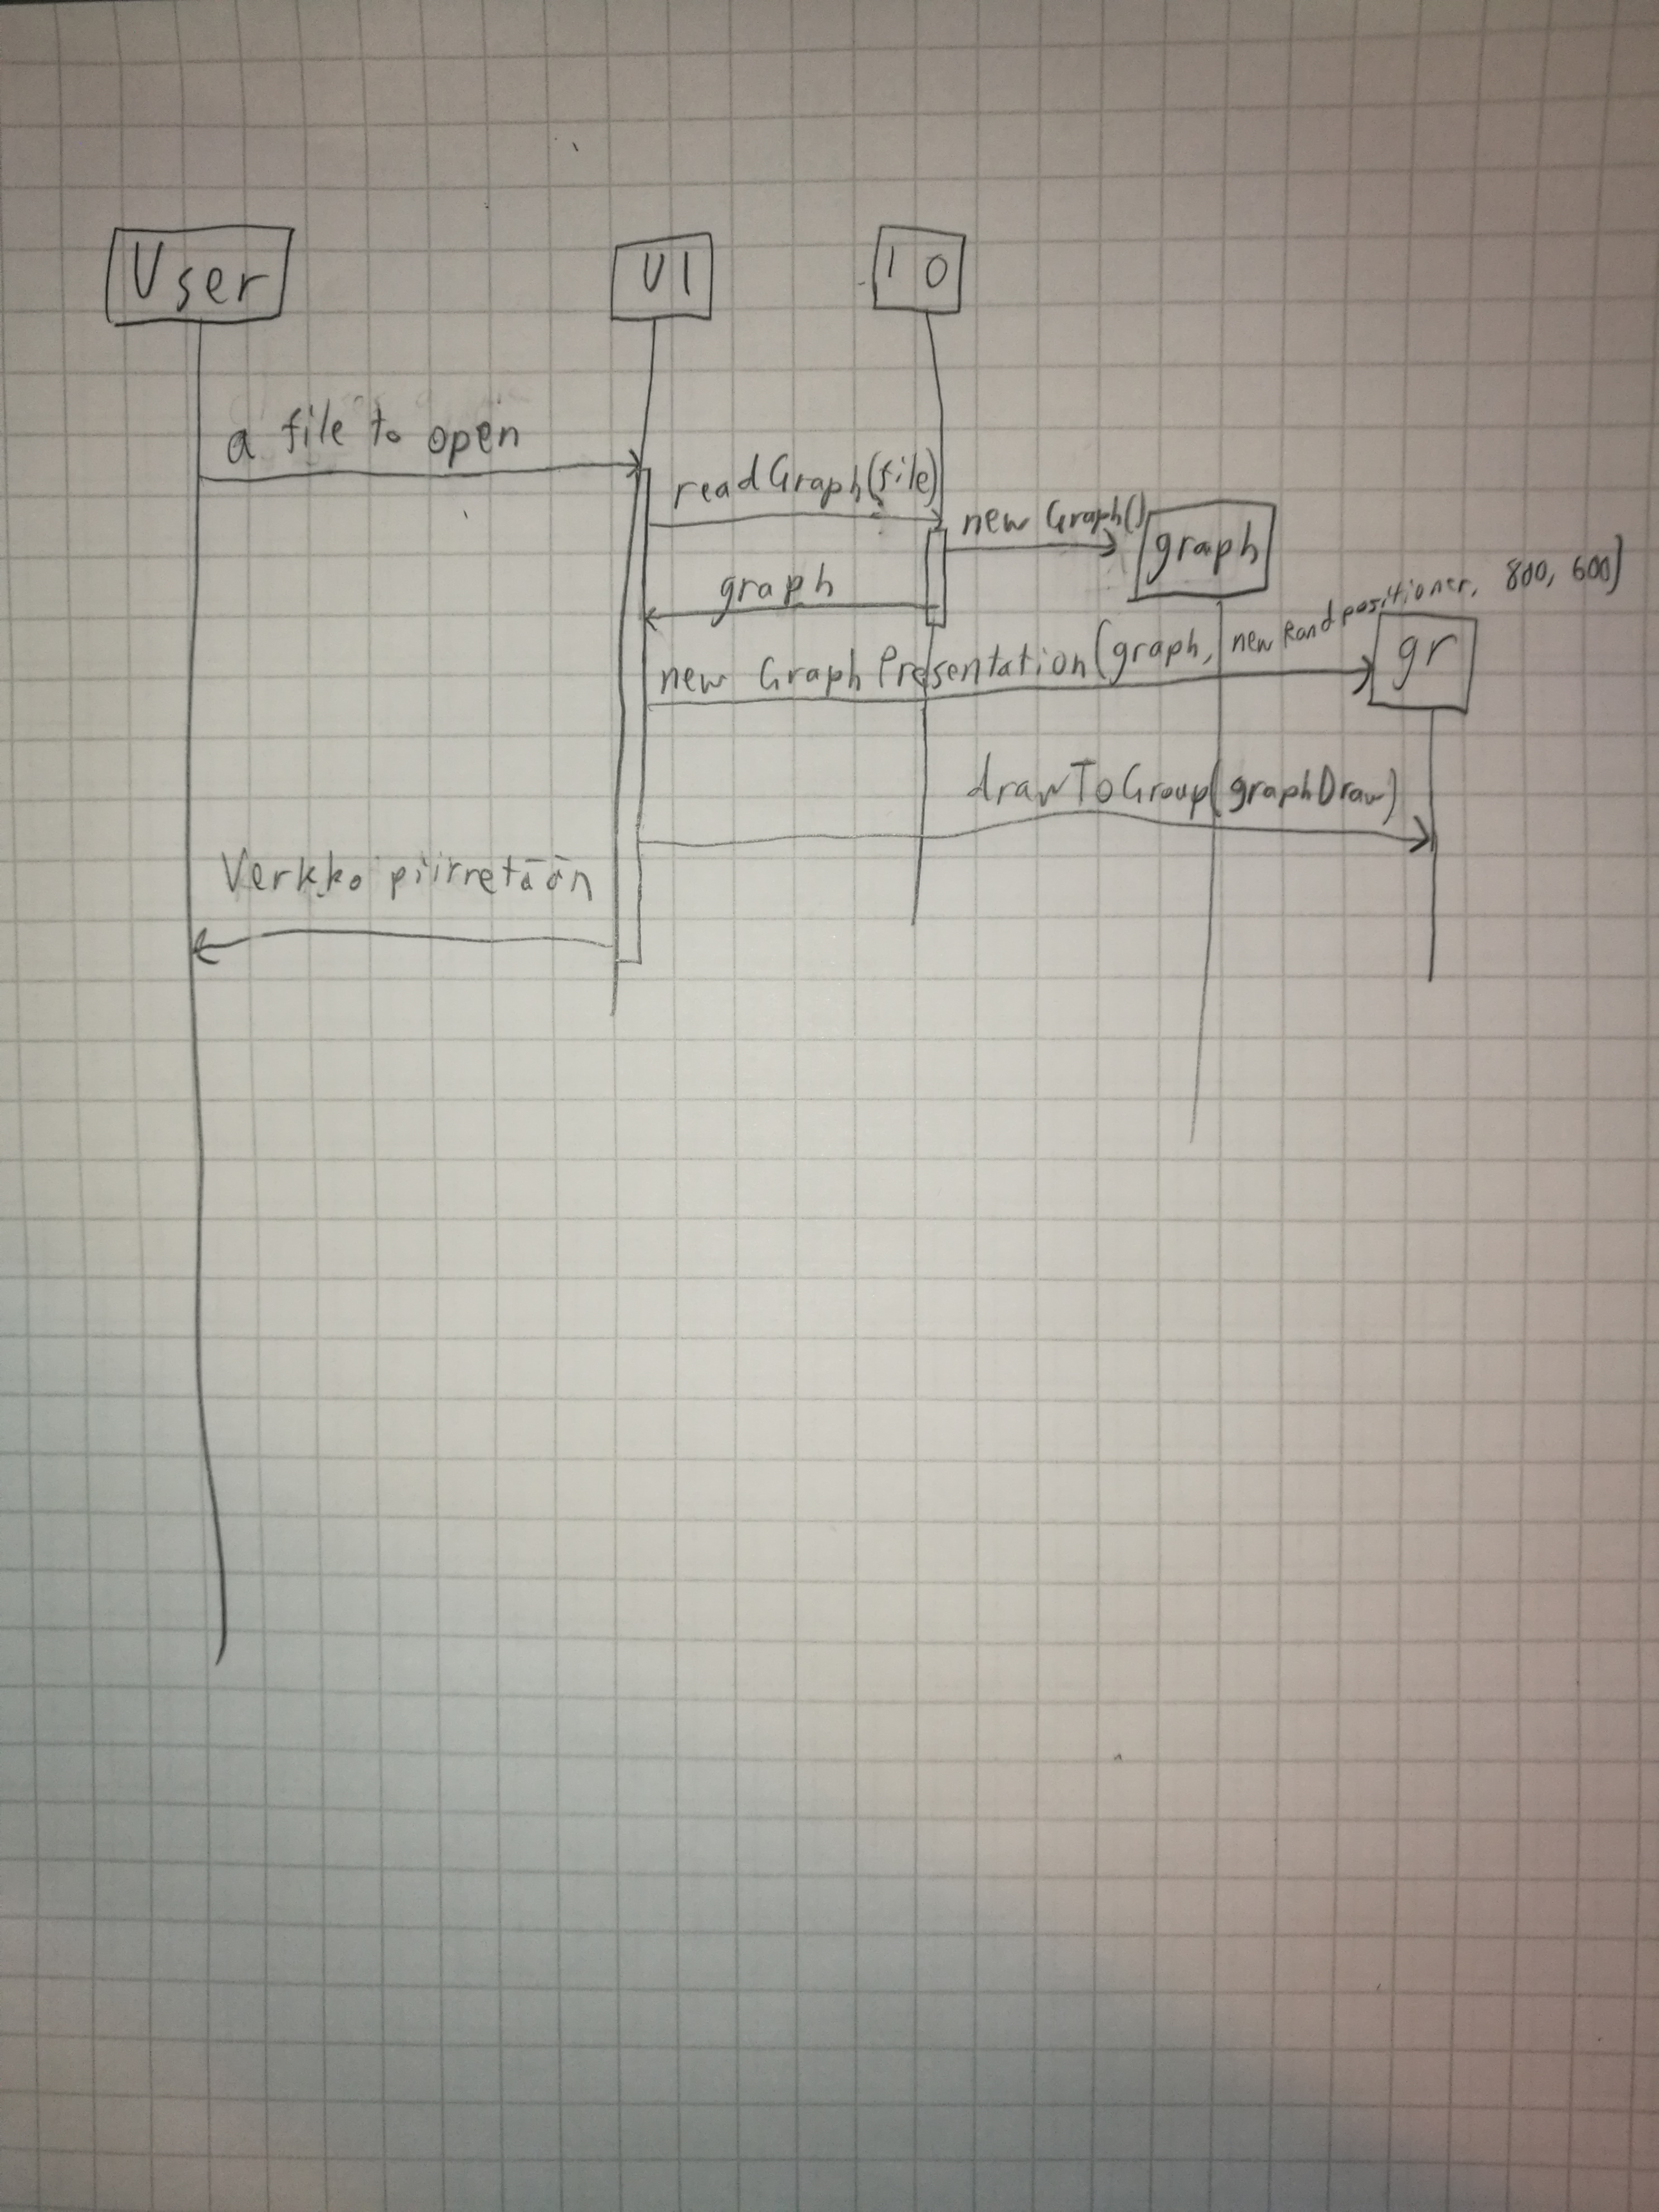 User
UI
IO
a file to open
readGraph(file)
new Graph()
graph
graph
new GraphPresentation(graph, new Randpositioner, 800, 600)
gr
drawToGroup(graphDraw)
Verkko piirretään